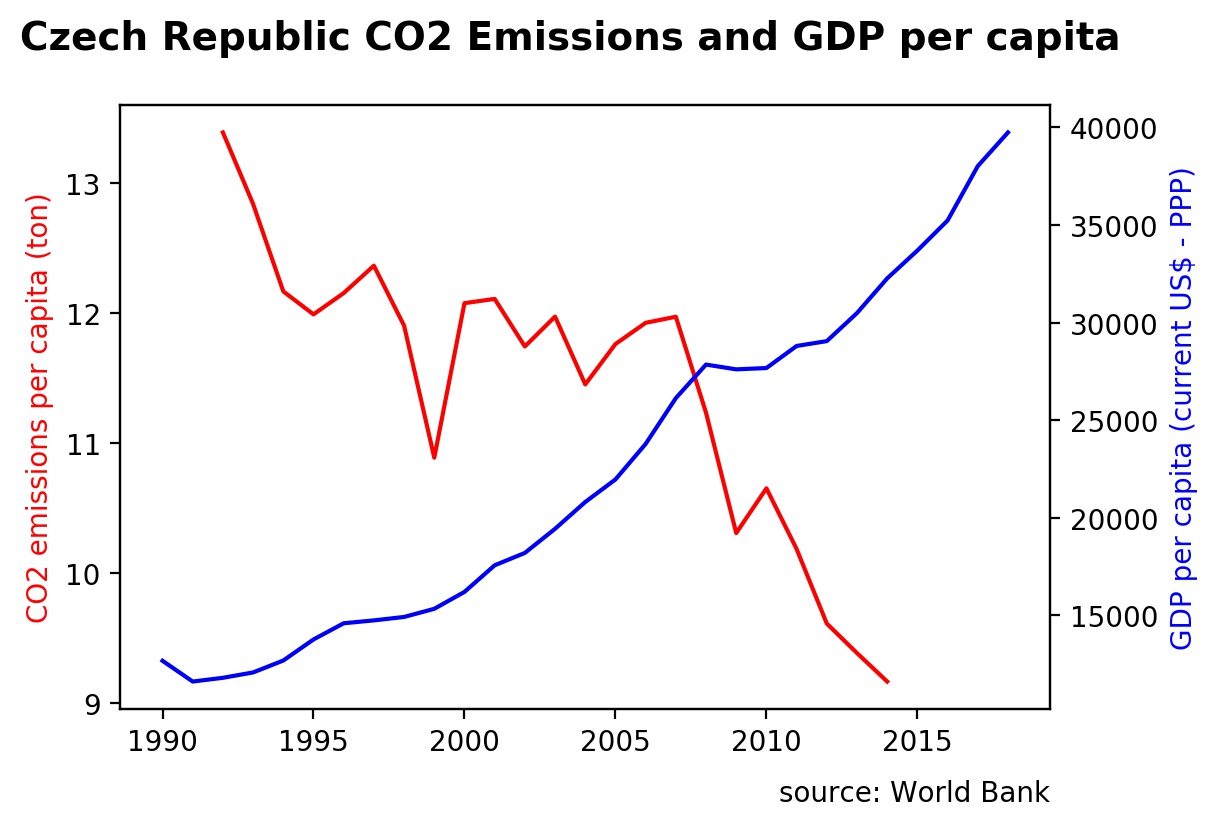 Czech Republic CO2 Emissions and GDP per capita
CO2 emissions per capita (ton)
13
12
11
10
9
40000
35000
30000
25000
20000
15000
GDP per capita (current US$ - PPP)
1990 1995 2000 2005 2010 2015
source: World Bank